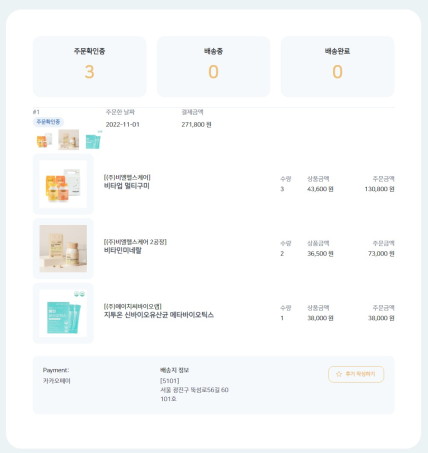 주문확인중
배송중
배송완료
3
0
0
#1
주문한 날짜
결제금액
주문확인중
2022-11-01
271,800 원
[(주)비엠헬스케어]
비타업 멀티구미
수량
상품금액
주문금액
3
43,600 원
130,800 원
[(주)비엠헬스케어 2공장]
비타민미네랄
수량
상품금액
주문금액
2
36,500 원
73,000 원
[(주)에이치써바이오랩]
지투온 신바이오유산균 메타바이오틱스
수량
상품금액
주문금액
1
38,000 원
38,000 원
Payment:
배송지 정보
카카오페이
[5101]
서울 광진구 뚝섬로56길 60
101호
후기 작성하기